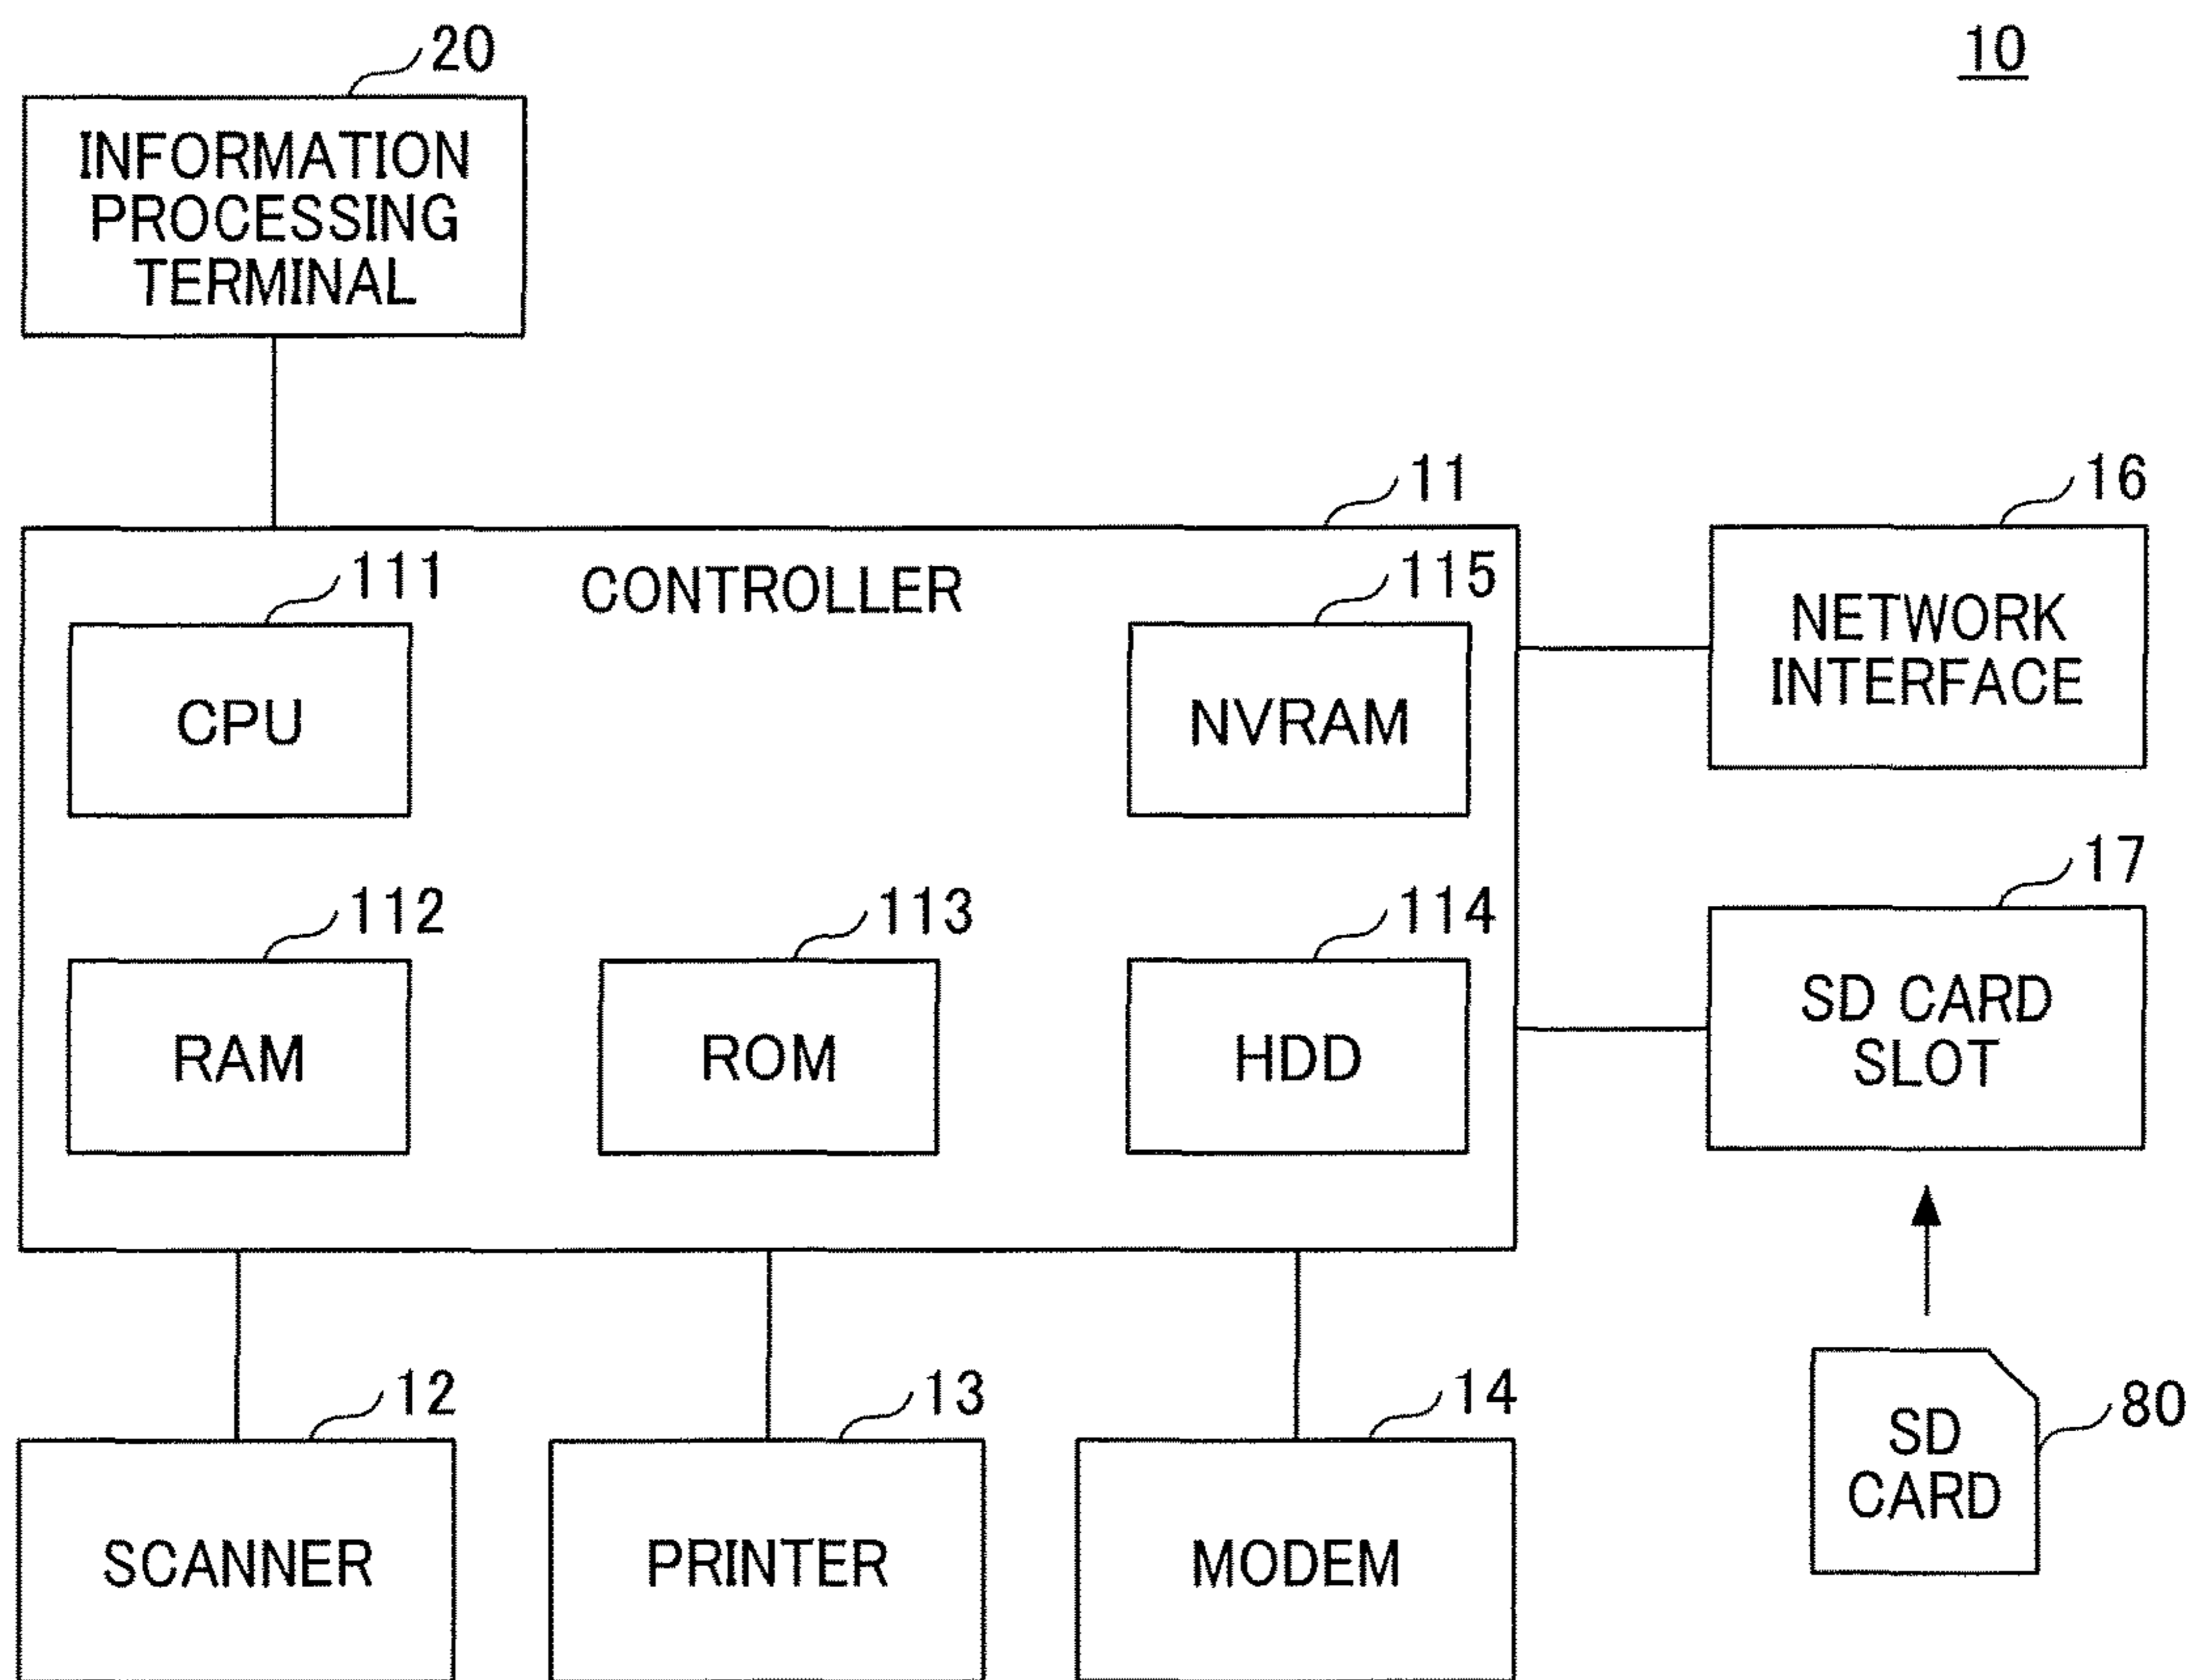 20
10
INFORMATION
PROCESSING
TERMINAL
11
16
CONTROLLER
111
115
NETWORK
INTERFACE
CPU
NVRAM
17
112
113
114
SD CARD
SLOT
RAM
ROM
HDD
12
13
14
80
SD
CARD
SCANNER
PRINTER
MODEM